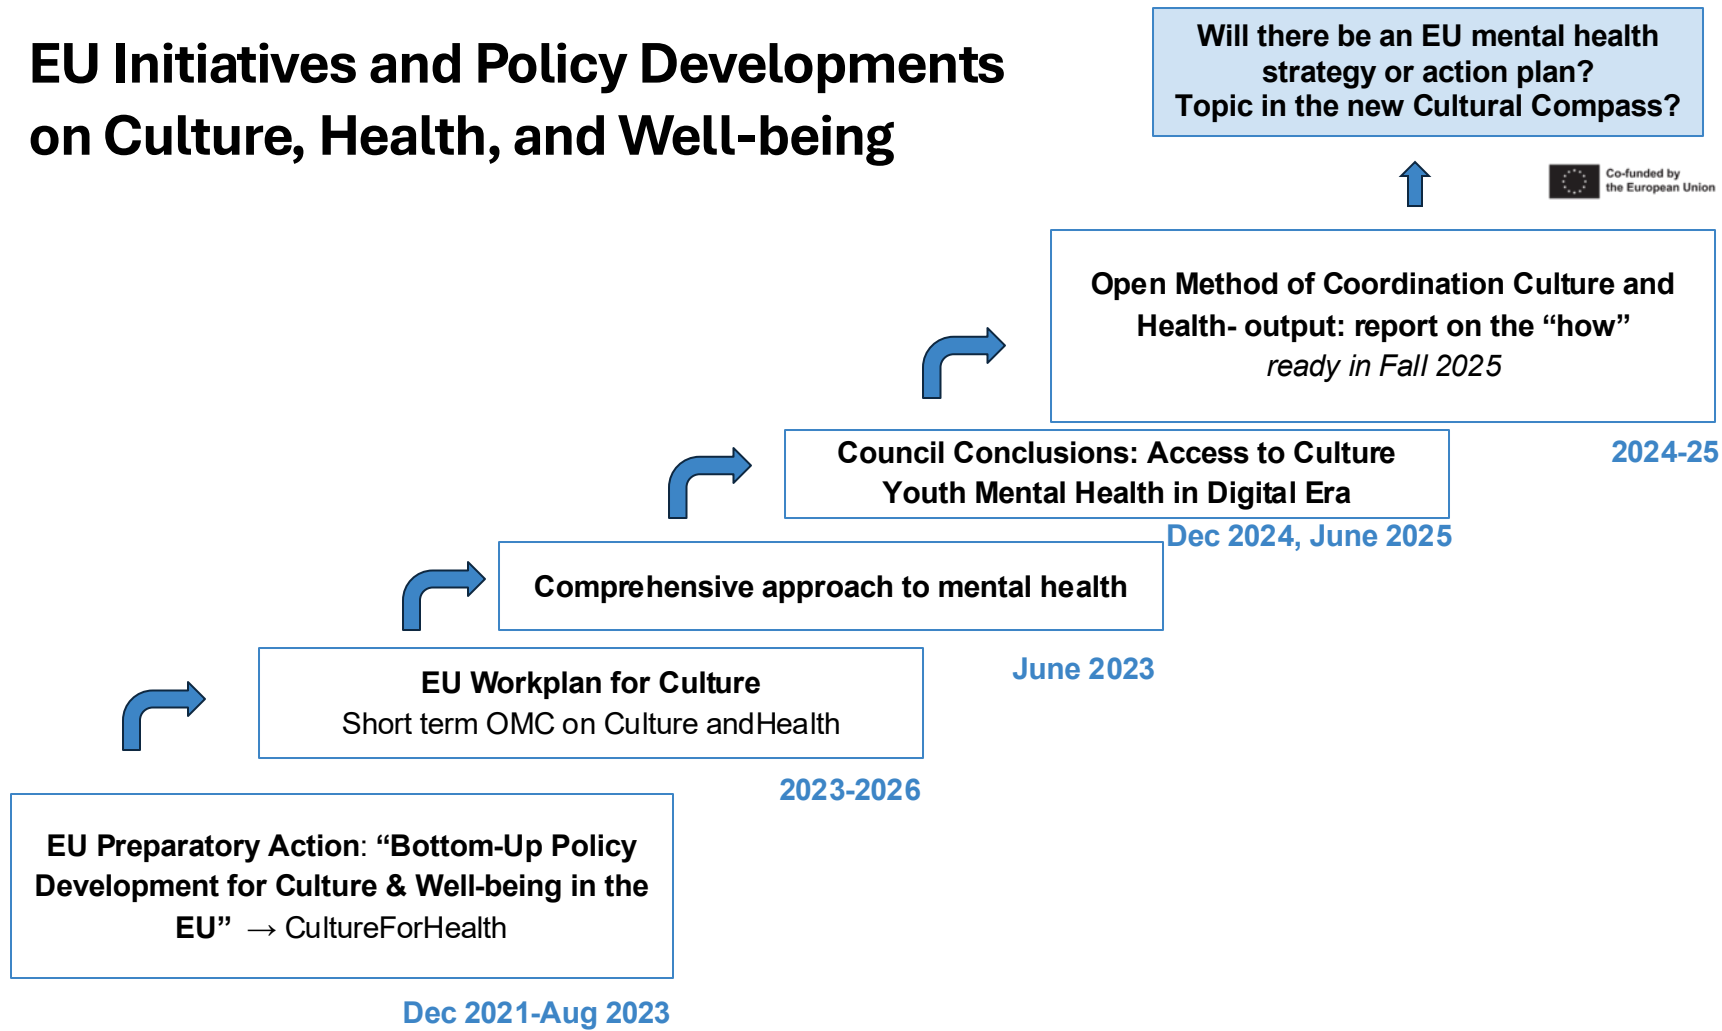 EU Initiatives and Policy Developments
on Culture, Health, and Well-being
Will there be an EU mental health
strategy or action plan?
Topic in the new Cultural Compass?
Co-funded by
the European Union
Open Method of Coordination Culture and
Health- output: report on the “how”
ready in Fall 2025
2024-25
Council Conclusions: Access to Culture
Youth Mental Health in Digital Era
Dec 2024, June 2025
Comprehensive approach to mental health
June 2023
EU Workplan for Culture
Short term OMC on Culture andHealth
2023-2026
EU Preparatory Action: “Bottom-Up Policy
Development for Culture & Well-being in the
EU” → CultureForHealth
Dec 2021-Aug 2023